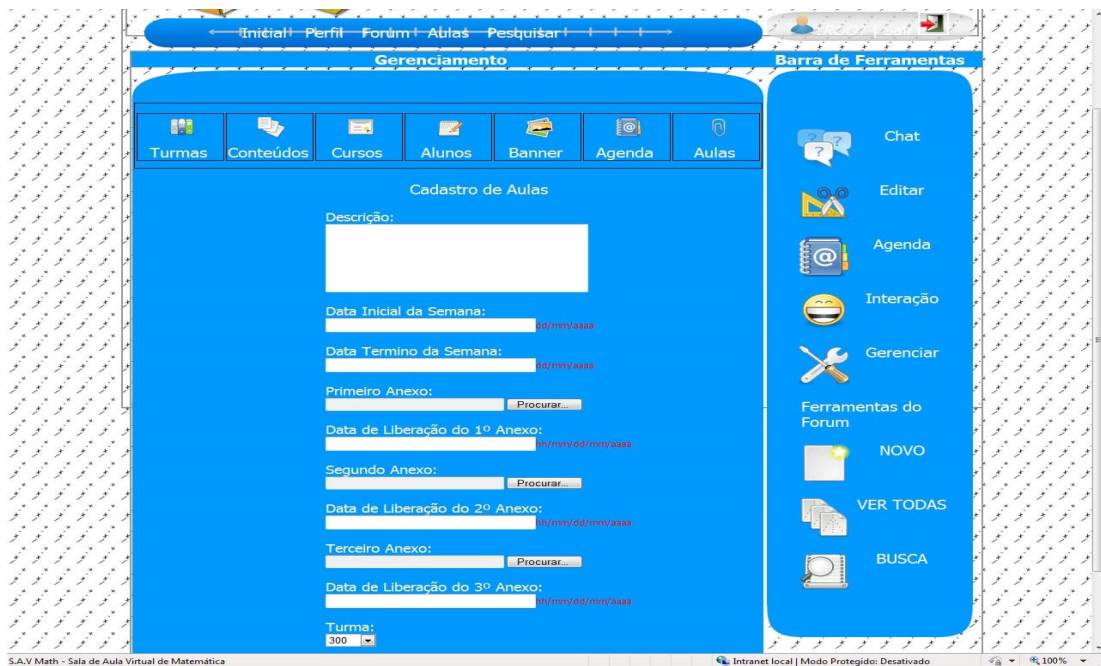 Inicial Perfil Forum Aulas Pesquisar
Sair
Gerenciamento
Barra de Ferramentas
Turmas Conteúdos Cursos Alunos Banner Agenda Aulas
Cadastro de Aulas
Descrição:
Data Inicial da Semana:
dd/mm/aaaa
Data Termino da Semana:
dd/mm/aaaa
Primeiro Anexo:
Procurar...
Data de Liberação do 1º Anexo:
hh/mm/dd/mm/aaaa
Segundo Anexo:
Procurar...
Data de Liberação do 2º Anexo:
hh/mm/dd/mm/aaaa
Terceiro Anexo:
Procurar...
Data de Liberação do 3º Anexo:
hh/mm/dd/mm/aaaa
Turma:
300
Chat
Editar
Agenda
Interação
Gerenciar
Ferramentas do
Forum
NOVO
VER TODAS
BUSCA
S.A.V Math - Sala de Aula Virtual de Matemática
Intranet local | Modo Protegido: Desativado
100%